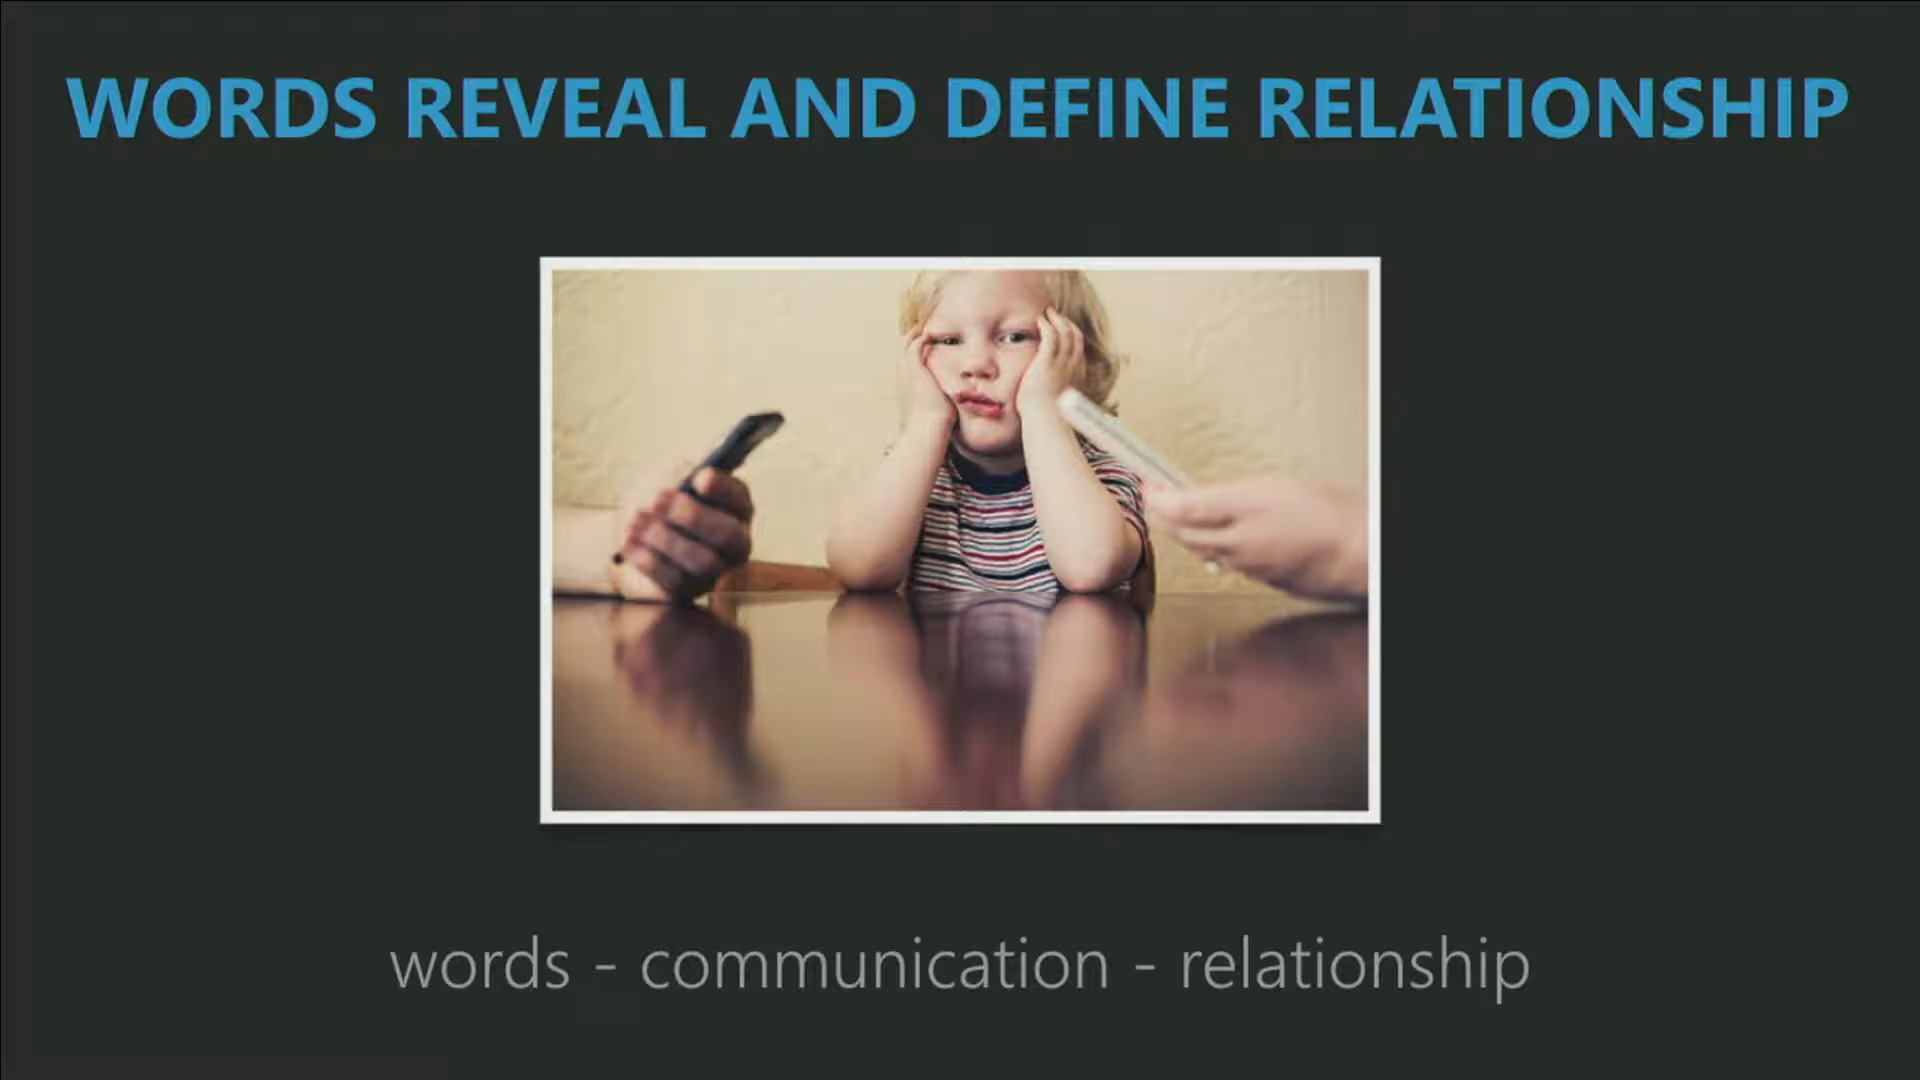 WORDS REVEAL AND DEFINE RELATIONSHIP
words - communication - relationship